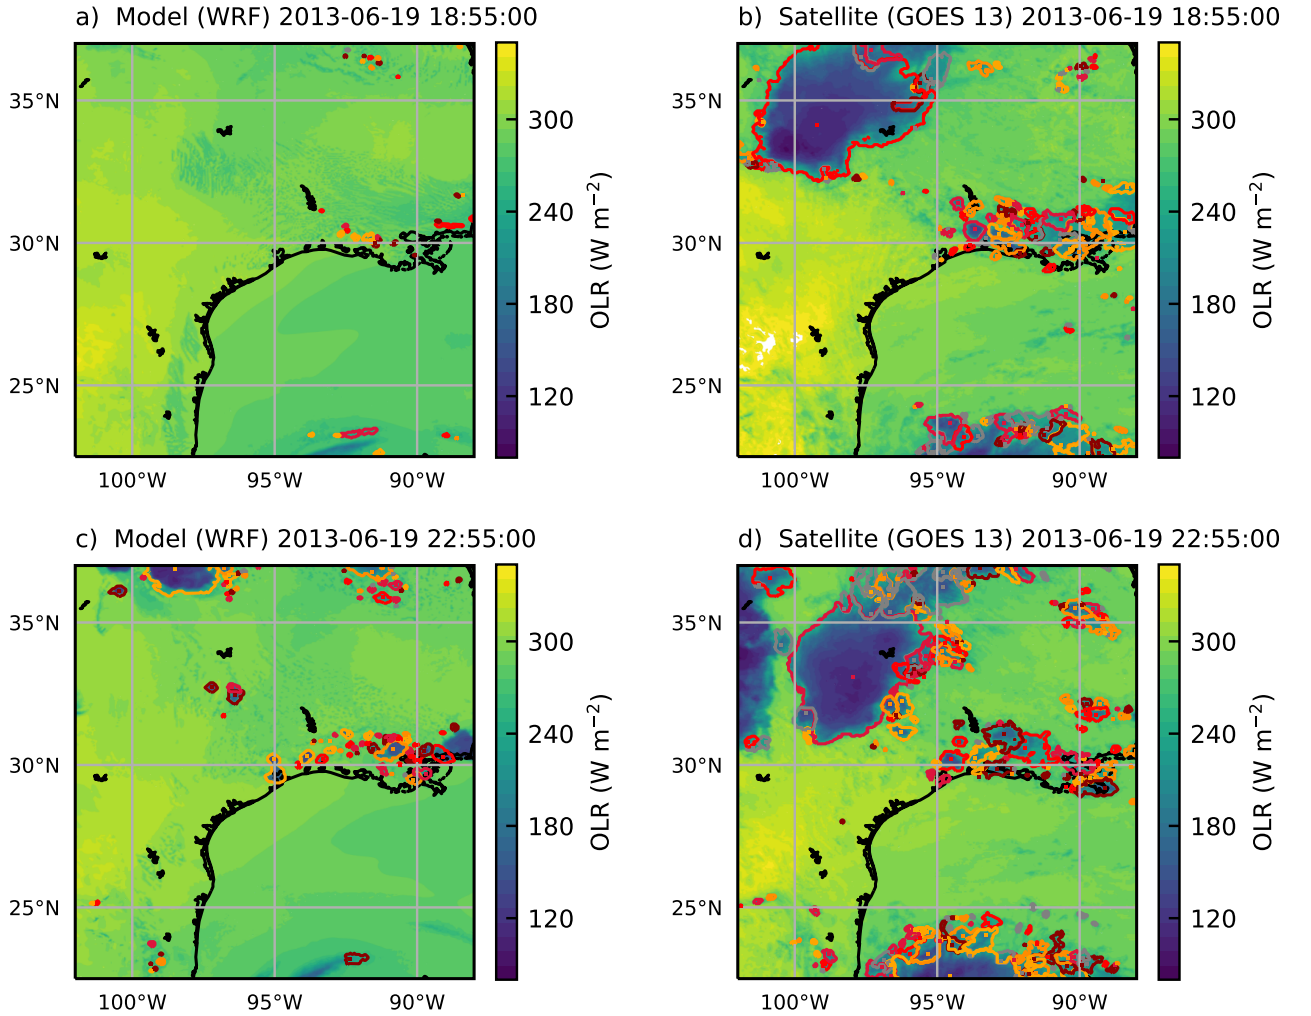 a)  Model (WRF) 2013-06-19 18:55:00
35°N
30°N
25°N
100°W 95°W 90°W
300
240
180
120
OLR (W m⁻²)
b)  Satellite (GOES 13) 2013-06-19 18:55:00
35°N
30°N
25°N
100°W 95°W 90°W
300
240
180
120
OLR (W m⁻²)
c)  Model (WRF) 2013-06-19 22:55:00
35°N
30°N
25°N
100°W 95°W 90°W
300
240
180
120
OLR (W m⁻²)
d)  Satellite (GOES 13) 2013-06-19 22:55:00
35°N
30°N
25°N
100°W 95°W 90°W
300
240
180
120
OLR (W m⁻²)